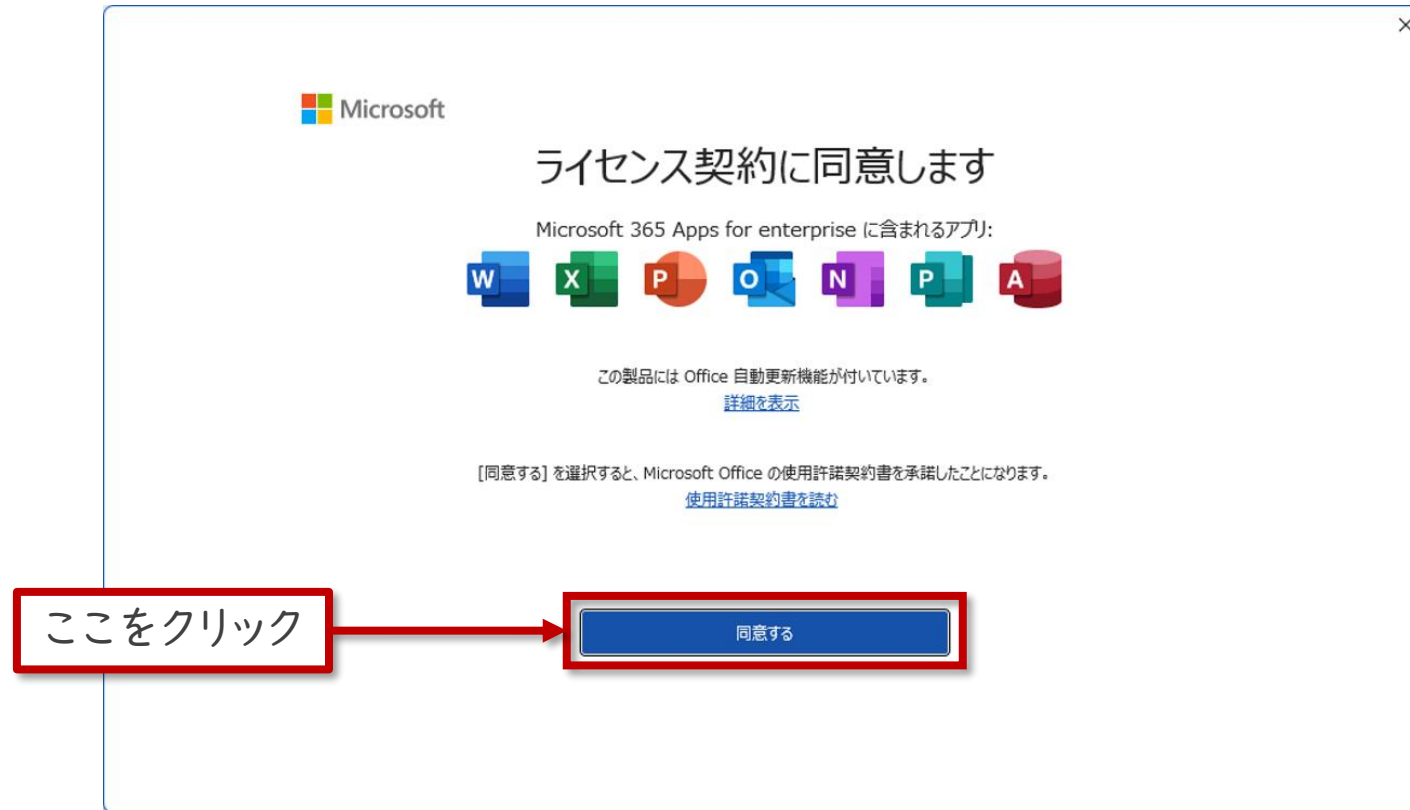 Microsoft
ライセンス契約に同意します
Microsoft 365 Apps for enterprise に含まれるアプリ:
W X P O N P A
この製品には Office 自動更新機能が付いています。
詳細を表示
[同意する] を選択すると、Microsoft Office の使用許諾契約書を承諾したことになります。
使用許諾契約書を読む
ここをクリック
同意する